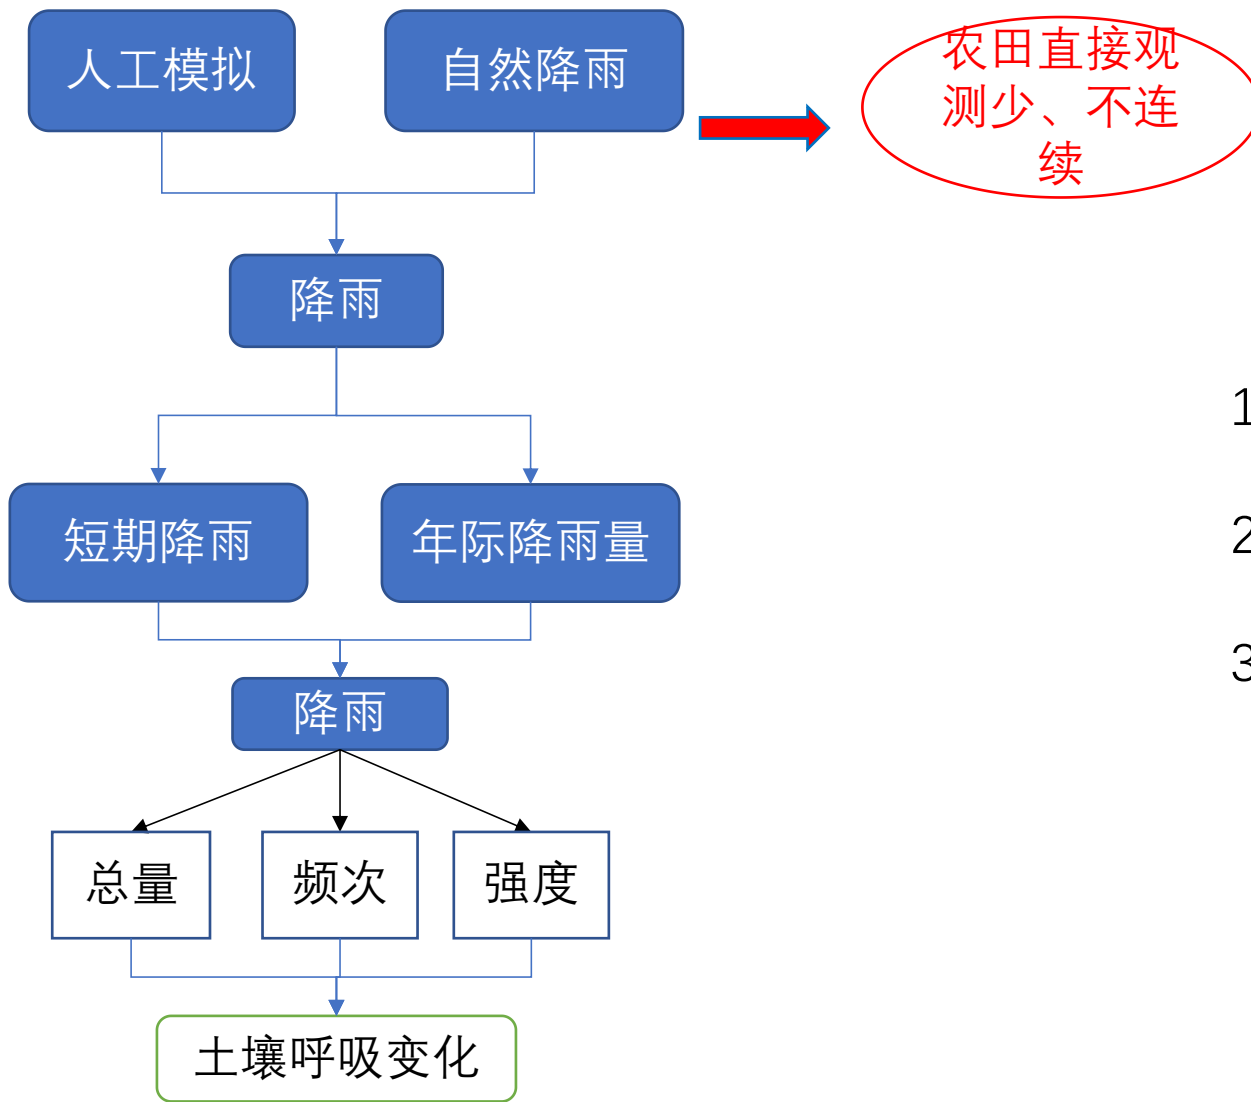 人工模拟
自然降雨
农田直接观
测少、不连
续
降雨
1
2
3
短期降雨
年际降雨量
降雨
总量
频次
强度
土壤呼吸变化